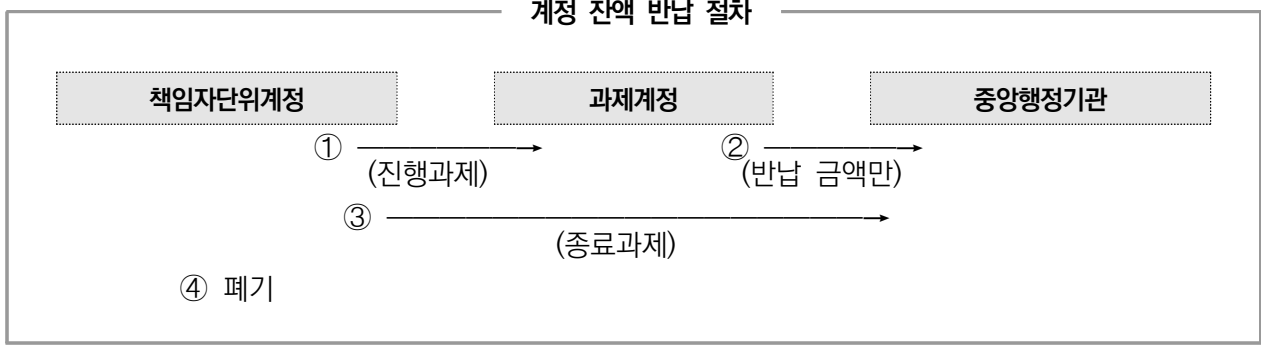 계정 잔액 반납 절차
책임자단위계정 과제계정 중앙행정기관
① ②
(진행과제) (반납 금액만)
③
(종료과제)
④ 폐기